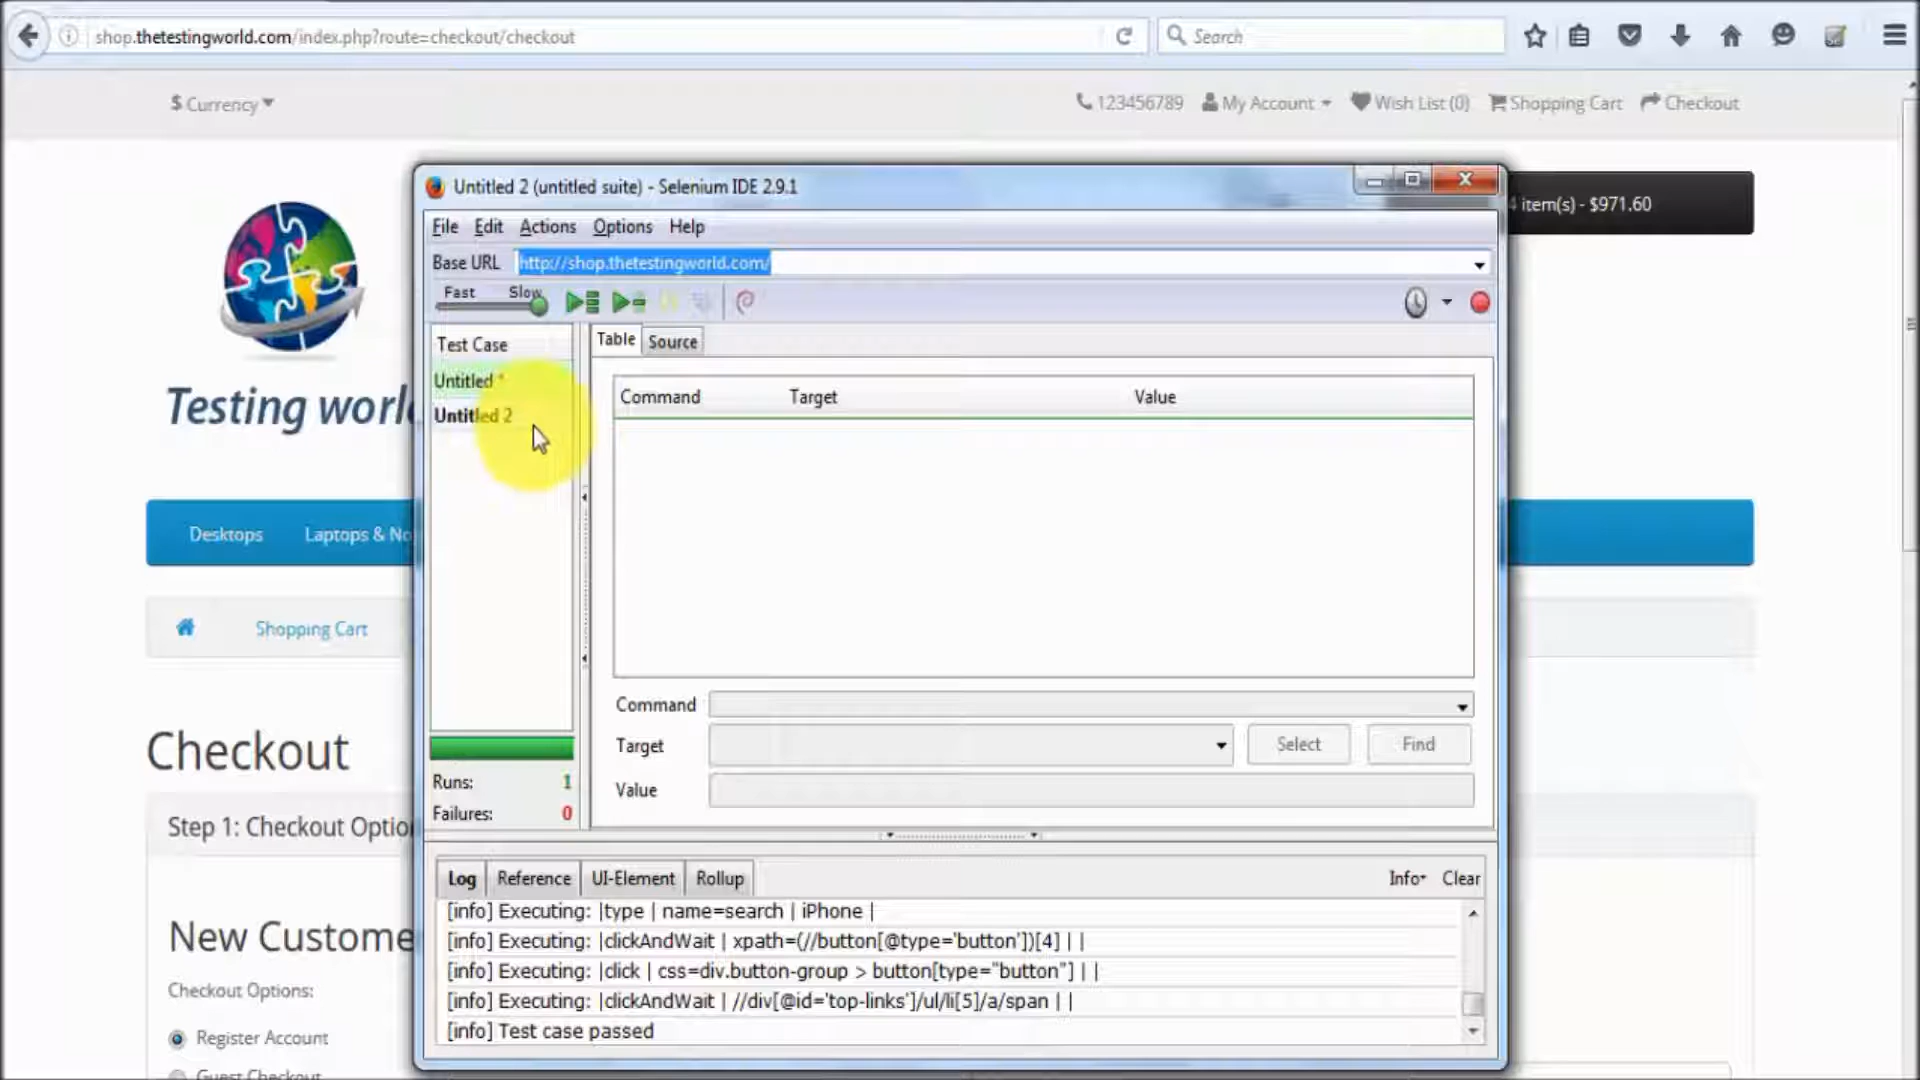 shop.thetestingworld.com/index.php?route=checkout/checkout
Search
$ Currency
123456789
My Account
Wish List (0)
Shopping Cart
Checkout
Untitled 2 (untitled suite) - Selenium IDE 2.9.1
item(s) - $971.60
File Edit Actions Options Help
Base URL http://shop.thetestingworld.com/
Fast Slow
Test Case
Table Source
Untitled *
Untitled 2
Command Target Value
Testing
Desktops Laptops &
Shopping Cart
Command
Target Select Find
Value
Checkout
Runs: 1
Failures: 0
Step 1: Checkout
Log Reference UI-Element Rollup Info Clear
[info] Executing: |type | name=search | iPhone |
[info] Executing: |clickAndWait | xpath=(//button[@type='button'])[4] | |
[info] Executing: |click | css=div.button-group > button[type="button"] | |
[info] Executing: |clickAndWait | //div[@id='top-links']/ul/li[5]/a/span | |
[info] Test case passed
New
Checkout Options:
Register Account
Guest Checkout